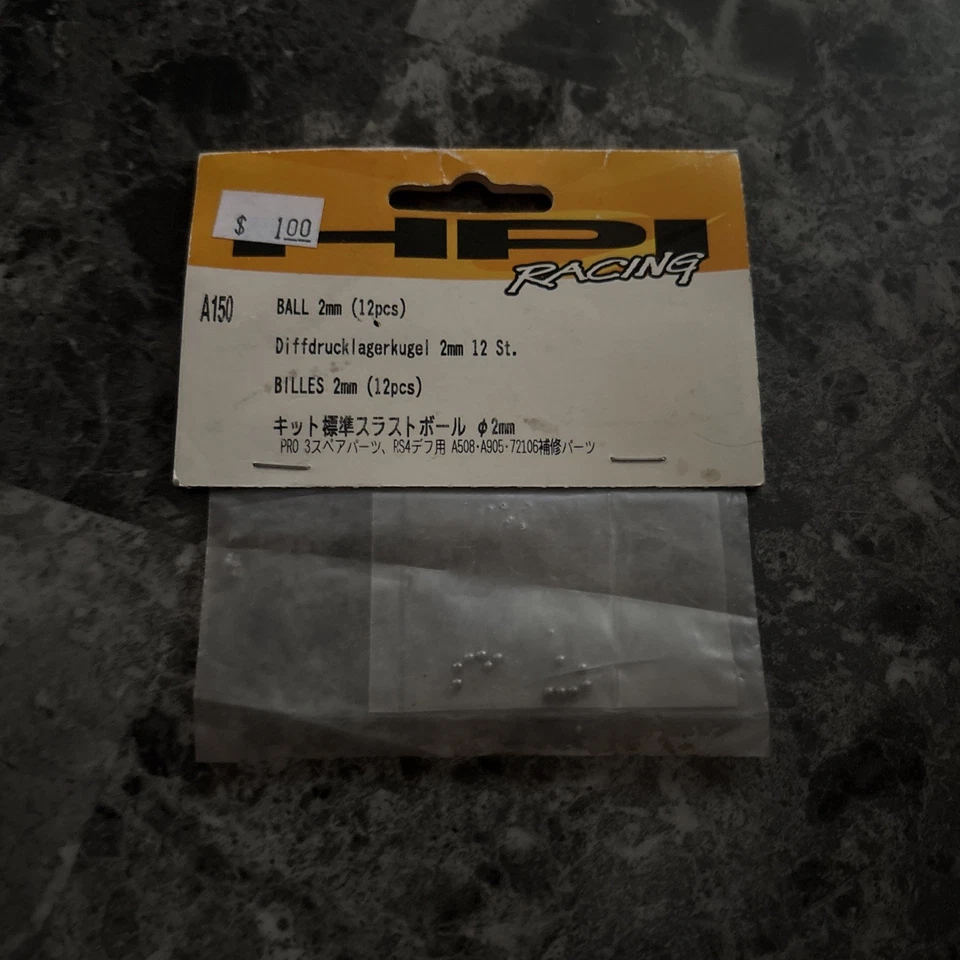 $ 100
HPI
RACING
A150 BALL 2mm (12pcs)
Diffdrucklagerkugel 2mm 12 St.
BILLES 2mm (12pcs)
キット標準スラストボール φ2mm
PRO 3スペアパーツ、RS4デフ用 A508・A905・72106補修パーツ